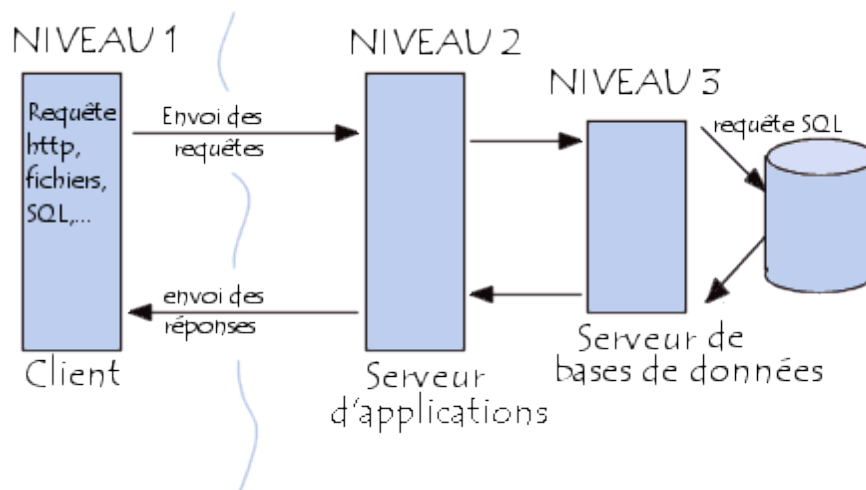 NIVEAU 1
NIVEAU 2
NIVEAU 3
Requête
http,
fichiers,
SQL,...
Envoi des
requêtes
requête SQL
envoi des
réponses
Client
Serveur
d'applications
Serveur de
bases de données